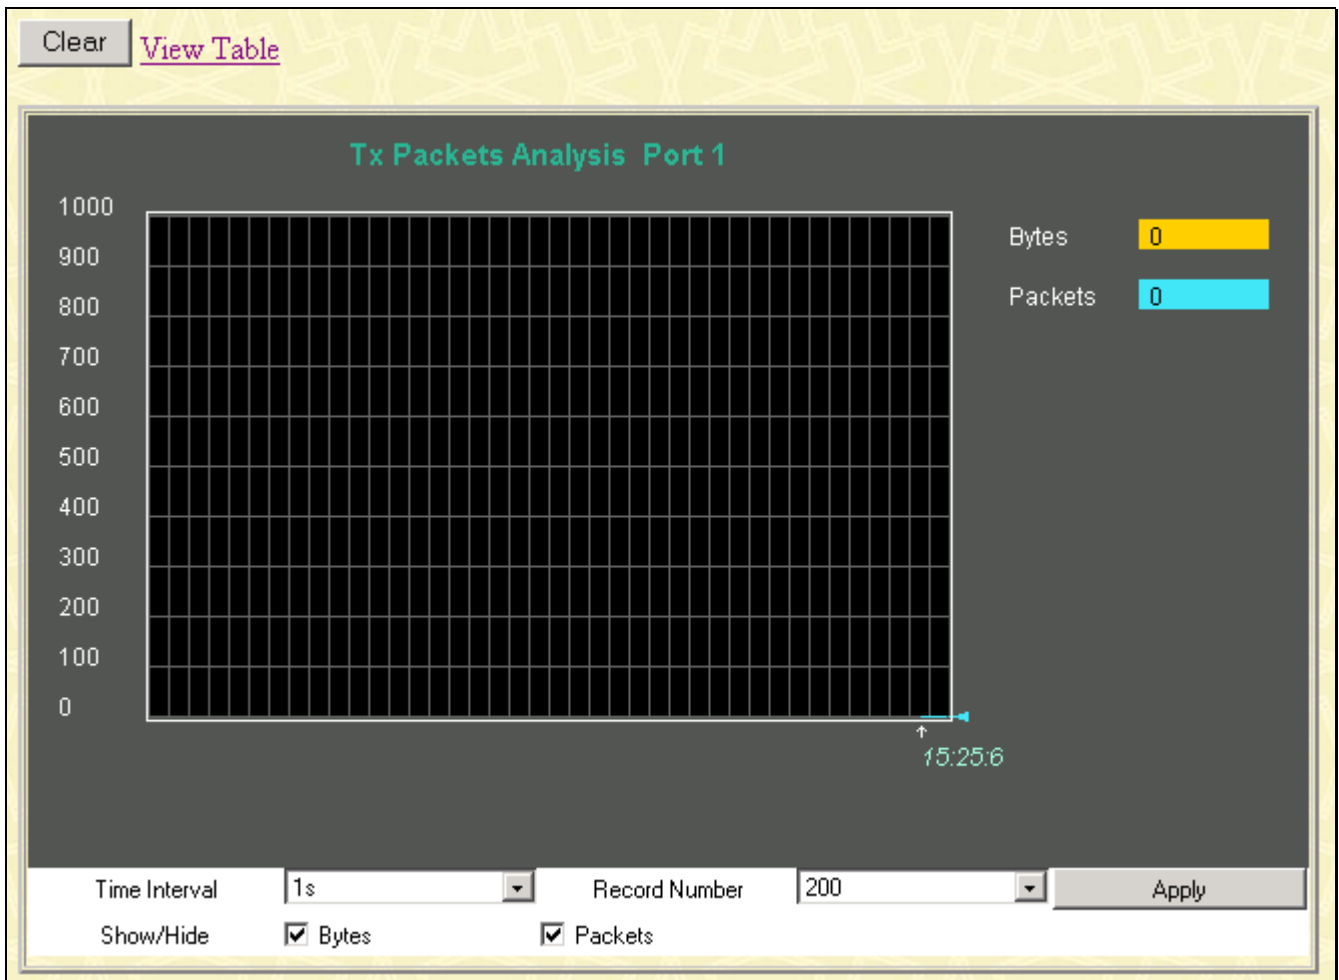 Clear View Table
Tx Packets Analysis Port 1
1000
900
800
700
600
500
400
300
200
100
0
Bytes 0
Packets 0
15:25:6
Time Interval 1s Record Number 200 Apply
Show/Hide Bytes Packets